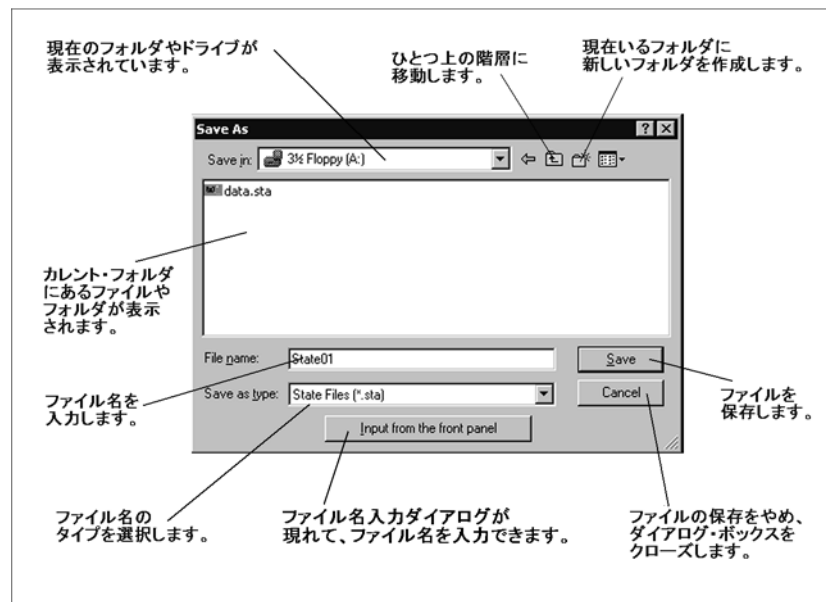 現在のフォルダやドライブが
表示されています。
ひとつ上の階層に
移動します。
現在いるフォルダに
新しいフォルダを作成します。
Save As
Save in:
3½ Floppy (A:)
data.sta
カレント・フォルダ
にあるファイルや
フォルダが表示
されます。
File name:
State01
Save
Save as type:
State Files (*.sta)
Cancel
Input from the front panel
ファイル名を
入力します。
ファイルを
保存します。
ファイル名の
タイプを選択します。
ファイル名入力ダイアログが
現れて、ファイル名を入力できます。
ファイルの保存をやめ、
ダイアログ・ボックスを
クローズします。